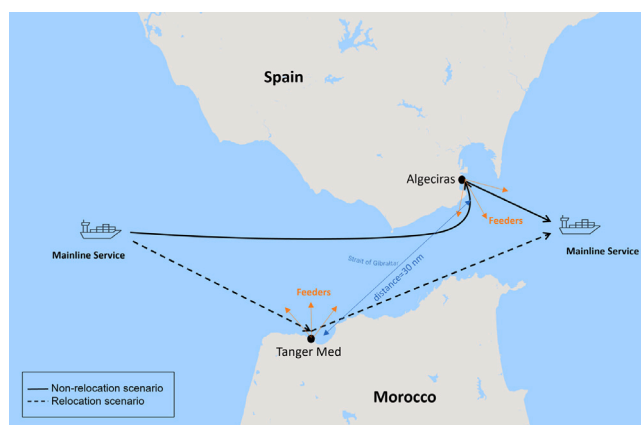 Spain
Algeciras
Feeders
Mainline Service
Mainline Service
Strait of Gibraltar
distance=30 nm
Feeders
Tanger Med
Morocco
Non-relocation scenario
Relocation scenario